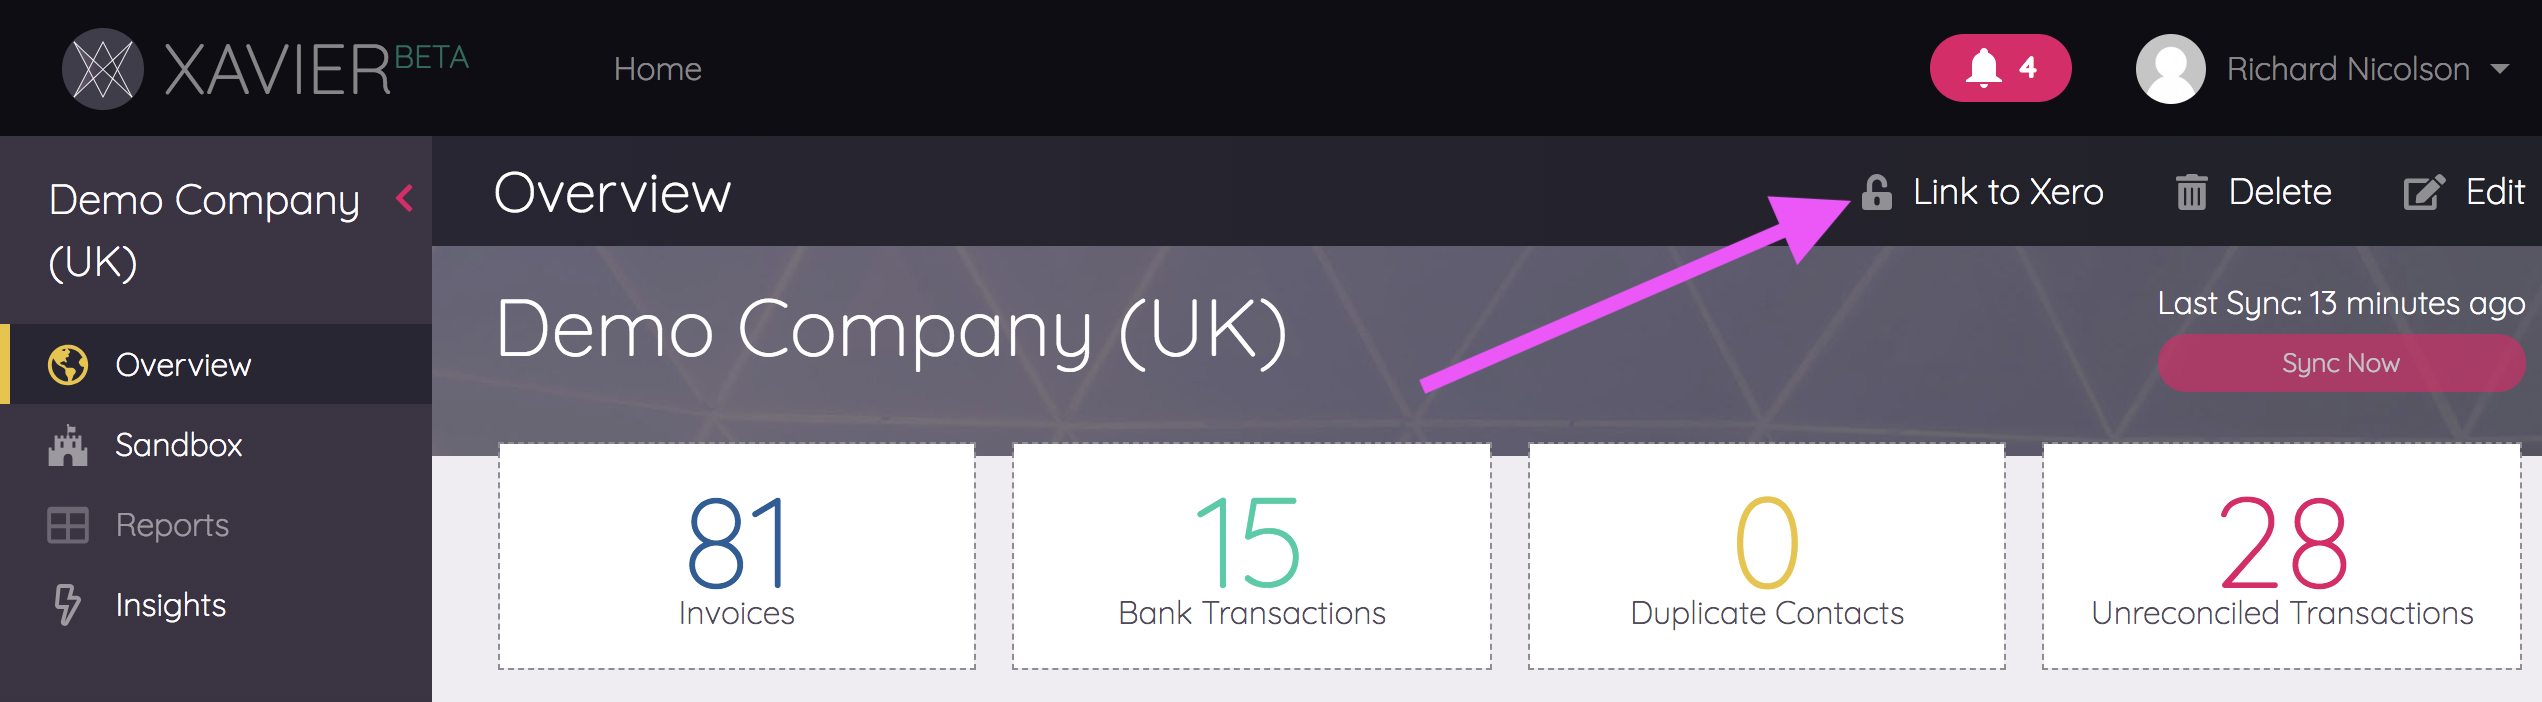 XAVIER BETA
Home
4
Richard Nicolson
Demo Company
(UK)
Overview
Link to Xero
Delete
Edit
Demo Company (UK)
Last Sync: 13 minutes ago
Sync Now
Overview
Sandbox
Reports
Insights
81
Invoices
15
Bank Transactions
0
Duplicate Contacts
28
Unreconciled Transactions